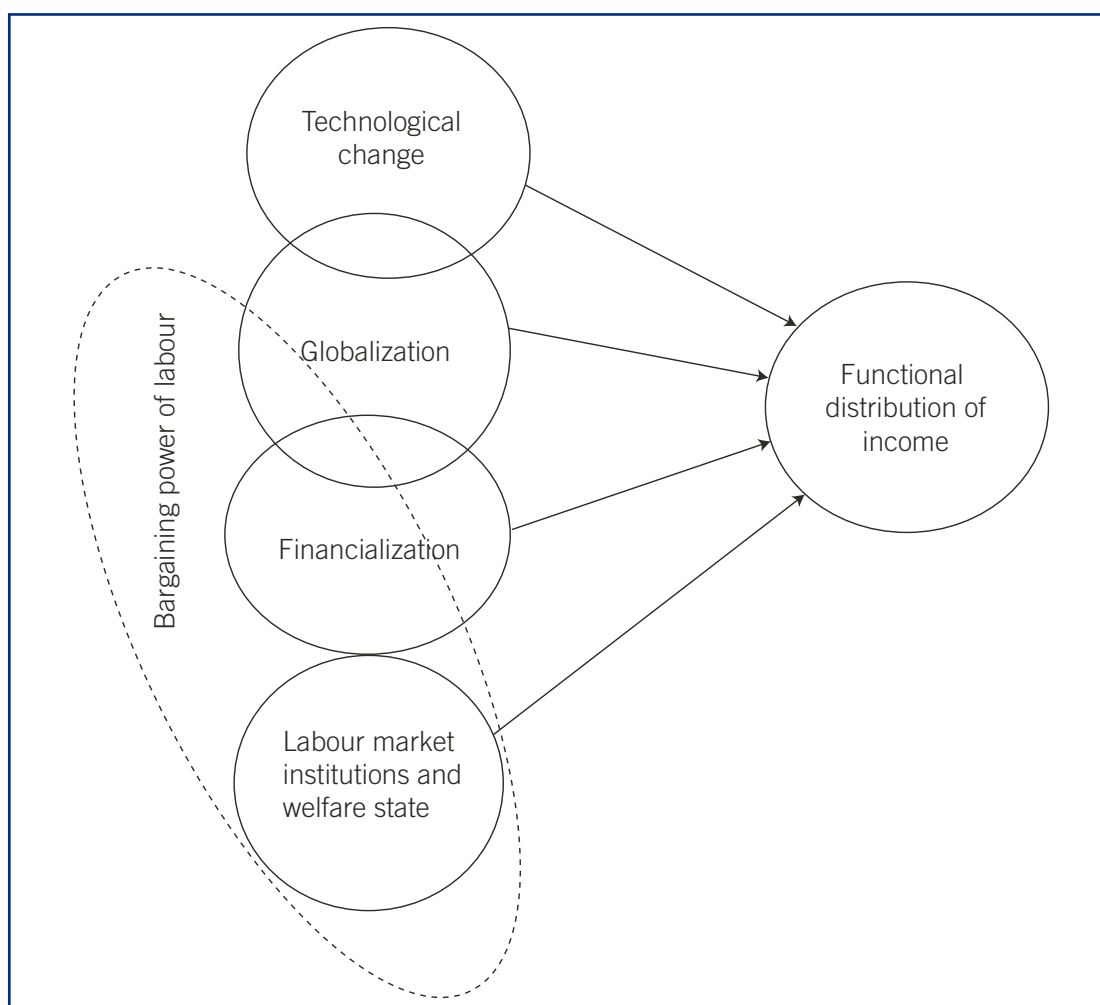 Technological
change
Globalization
Bargaining power of labour
Financialization
Labour market
institutions and
welfare state
Functional
distribution of
income